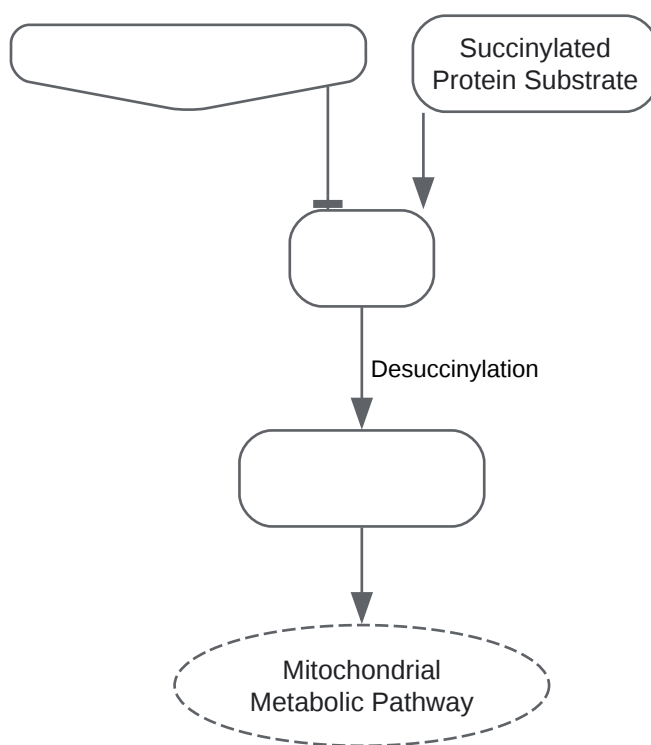 Succinylated
Protein Substrate
Desuccinylation
Mitochondrial
Metabolic Pathway